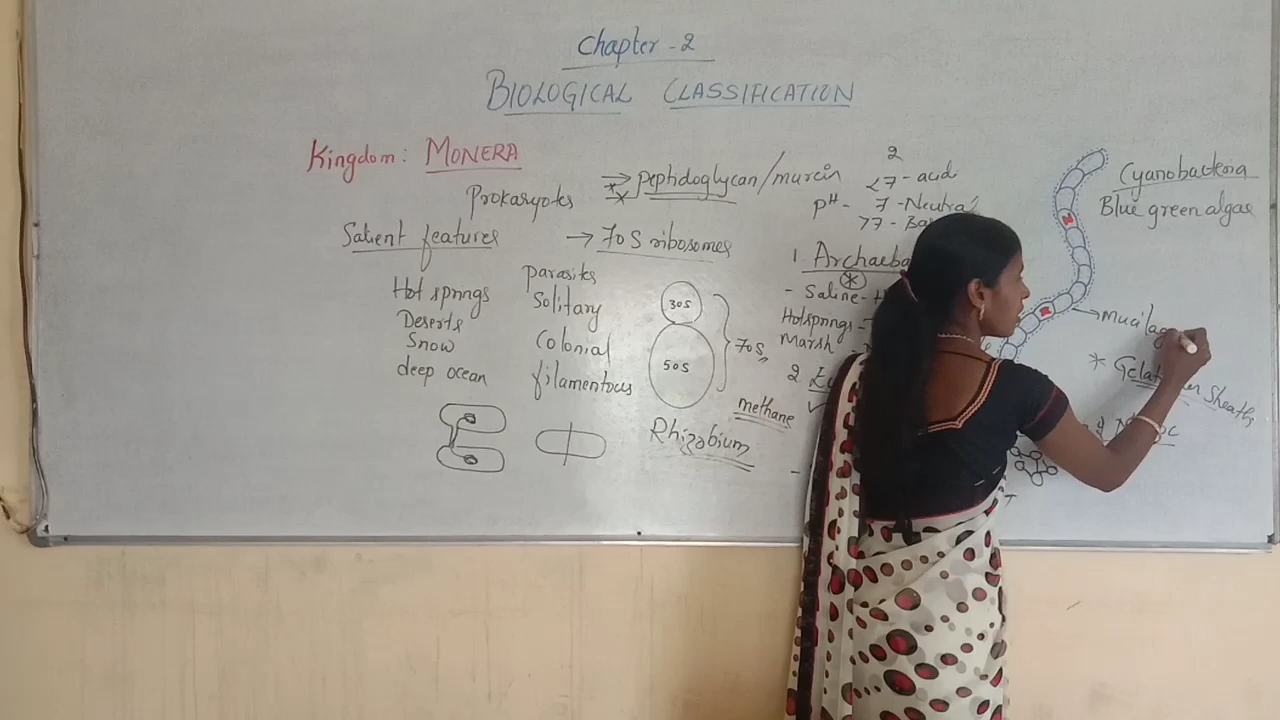 Chapter - 2
BIOLOGICAL CLASSIFICATION
Kingdom: MONERA
Prokaryotes
→ peptidoglycan/murein
Salient features
→ 70S ribosomes
Hot springs
Deserts
Snow
deep ocean
parasites
Solitary
Colonial
filamentous
30S
50S
70S
methane
Rhizobium
2
<7 - acid
pH - 7 - Neutral
>7 -
1. Archaeba
- Saline -
Hotsprings -
Marsh -
2.
Cyanobacteria
Blue green algae
N
mucilag
* Gelat
Sheath